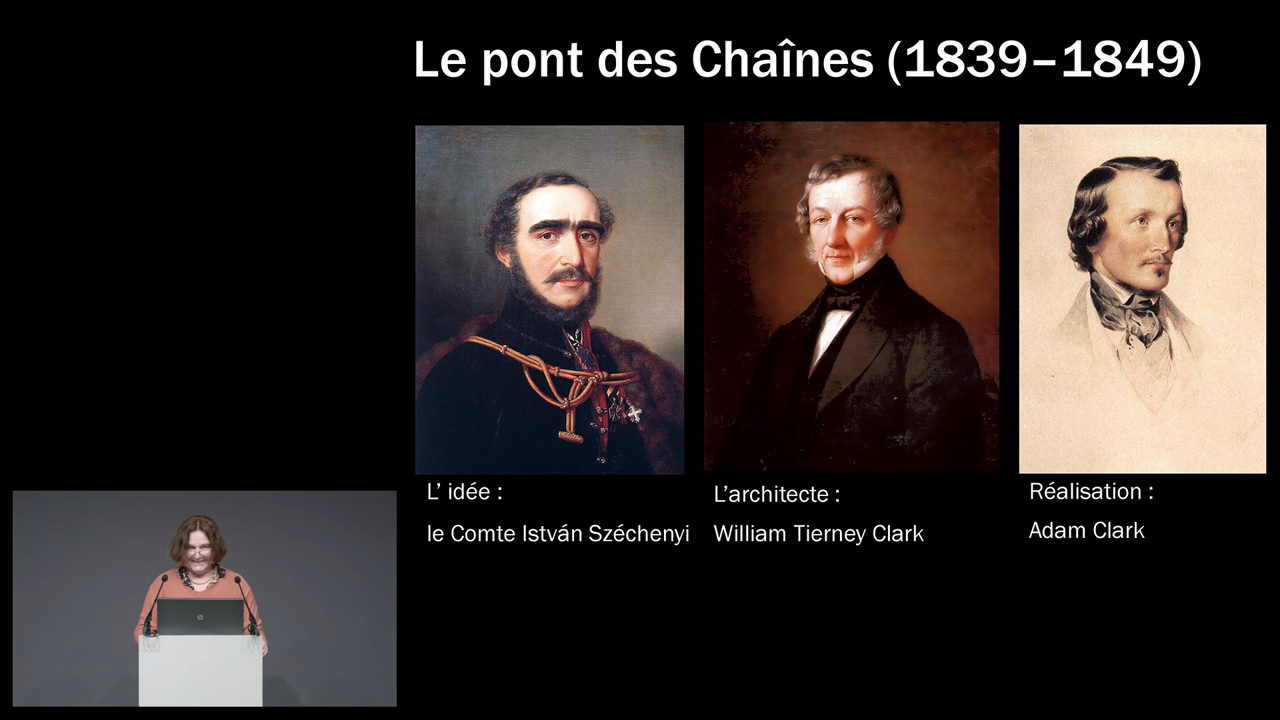 Le pont des Chaînes (1839–1849)
L’ idée :
le Comte István Széchenyi
L’architecte :
William Tierney Clark
Réalisation :
Adam Clark